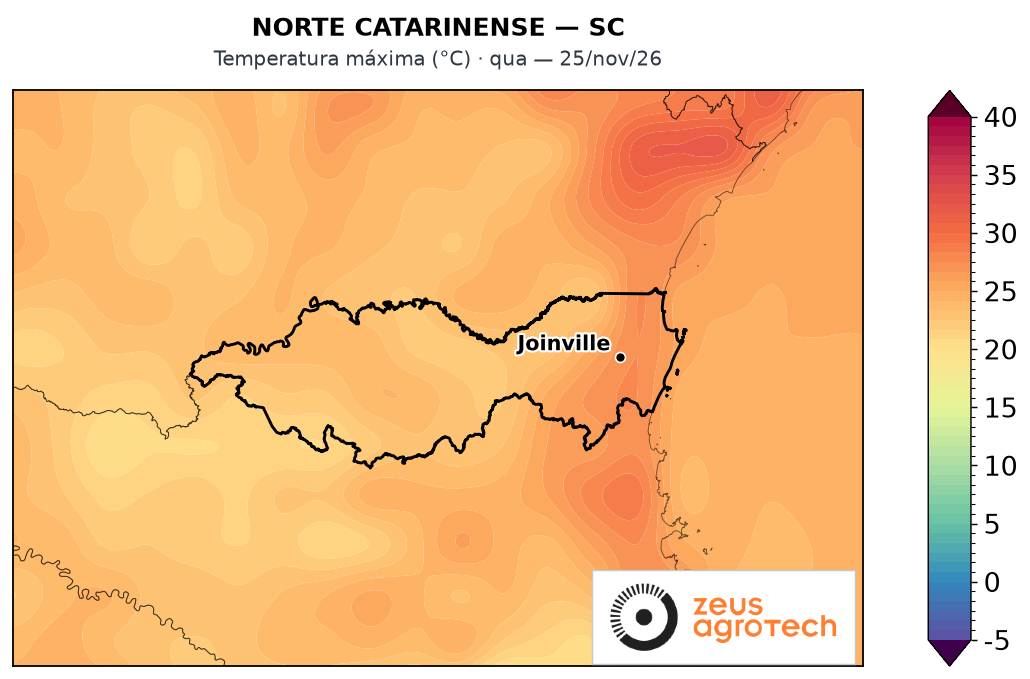 NORTE CATARINENSE — SC
Temperatura máxima (°C) · qua — 25/nov/26
40
35
30
25
20
15
10
5
0
-5
Joinville
zeus
agrotech